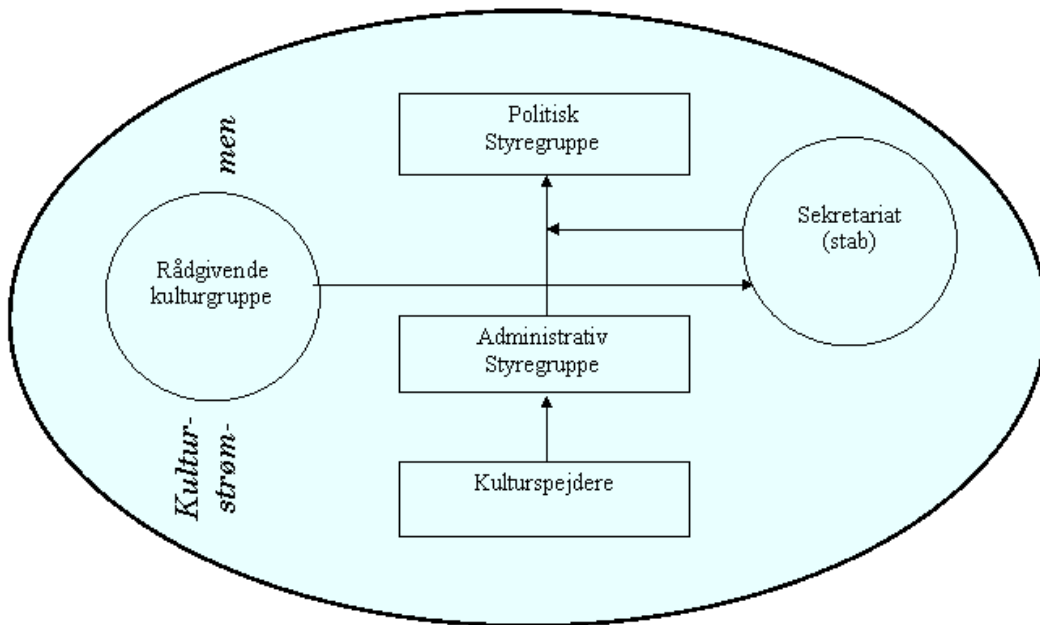 Politisk
Styregruppe
Sekretariat
(stab)
Rådgivende
kulturgruppe
Administrativ
Styregruppe
Kulturspejdere
Kultur-
strøm-
men